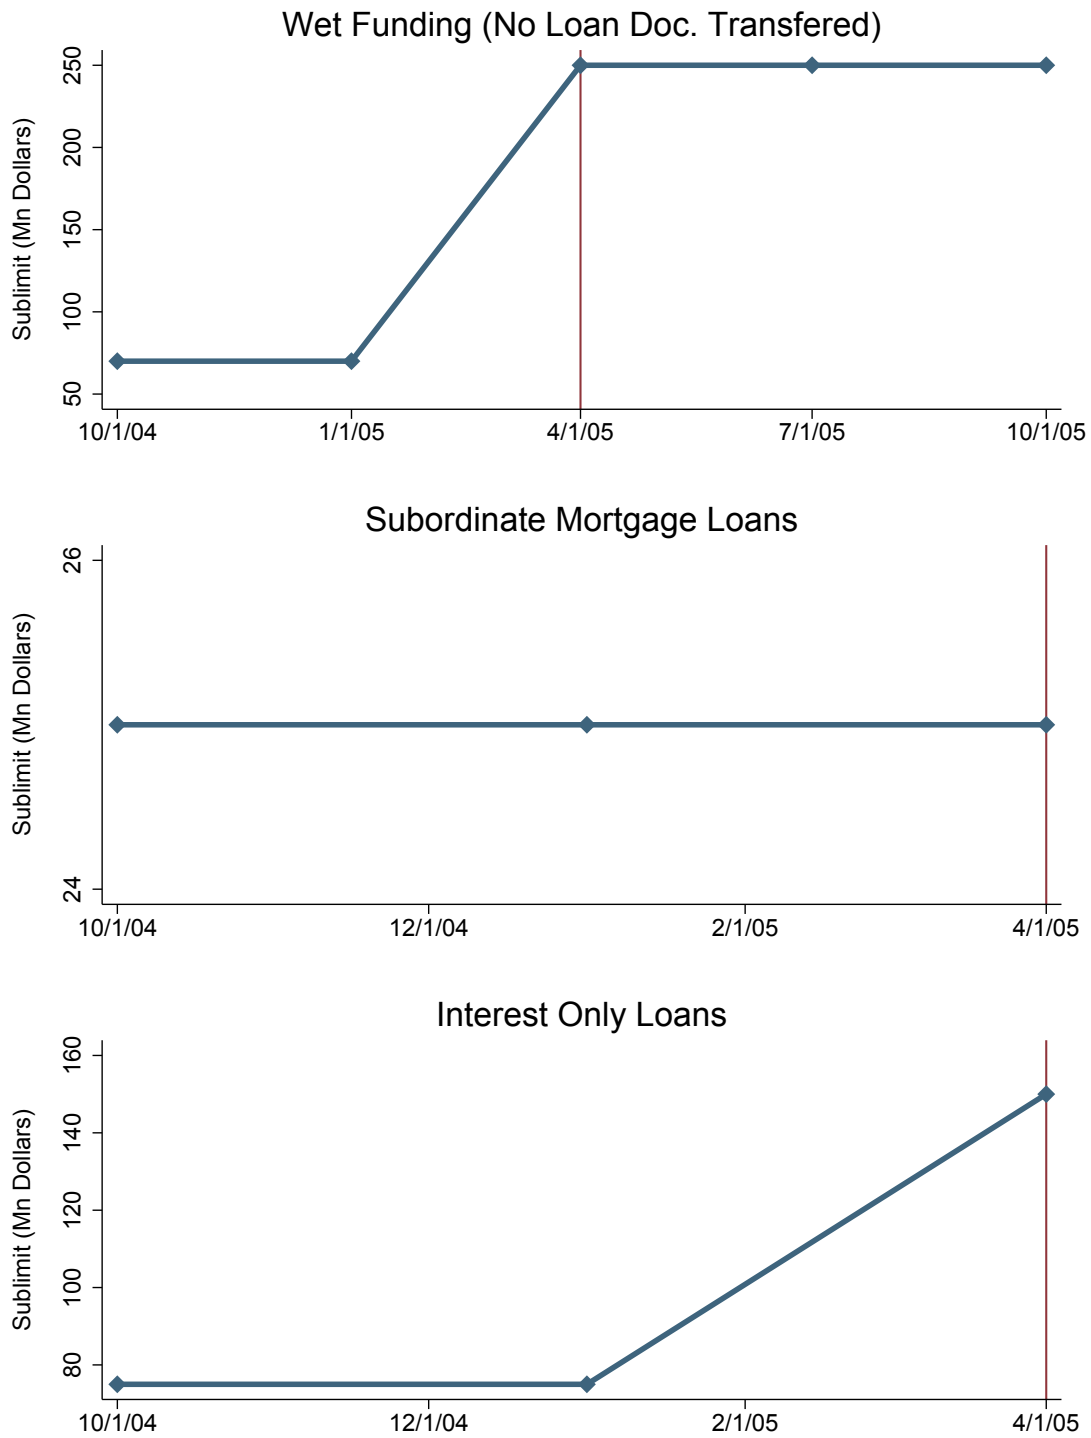 Wet Funding (No Loan Doc. Transfered)
Sublimit (Mn Dollars)
250
200
150
100
50
10/1/04 1/1/05 4/1/05 7/1/05 10/1/05
Subordinate Mortgage Loans
Sublimit (Mn Dollars)
26
24
10/1/04 12/1/04 2/1/05 4/1/05
Interest Only Loans
Sublimit (Mn Dollars)
160
140
120
100
80
10/1/04 12/1/04 2/1/05 4/1/05